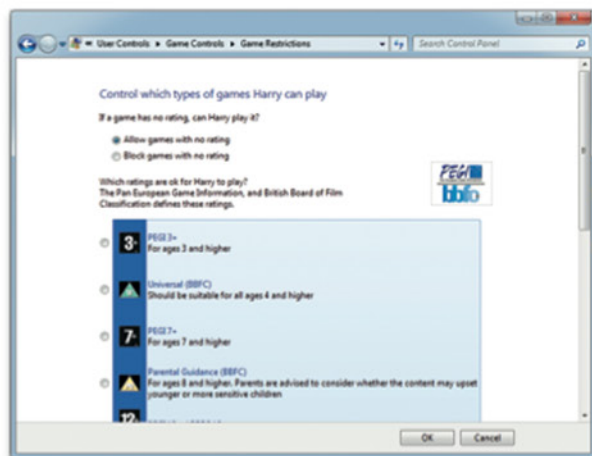 User Controls ▸ Game Controls ▸ Game Restrictions
Search Control Panel
Control which types of games Harry can play
If a game has no rating, can Harry play it?
Allow games with no rating
Block games with no rating
Which ratings are ok for Harry to play?
The Pan European Game Information, and British Board of Film
Classification defines these ratings.
PEGI
bbfc
3+
PEGI 3+
For ages 3 and higher
Universal (BBFC)
Should be suitable for all ages 4 and higher
7+
PEGI 7+
For ages 7 and higher
Parental Guidance (BBFC)
For ages 8 and higher. Parents are advised to consider whether the content may upset
younger or more sensitive children
12+
OK
Cancel